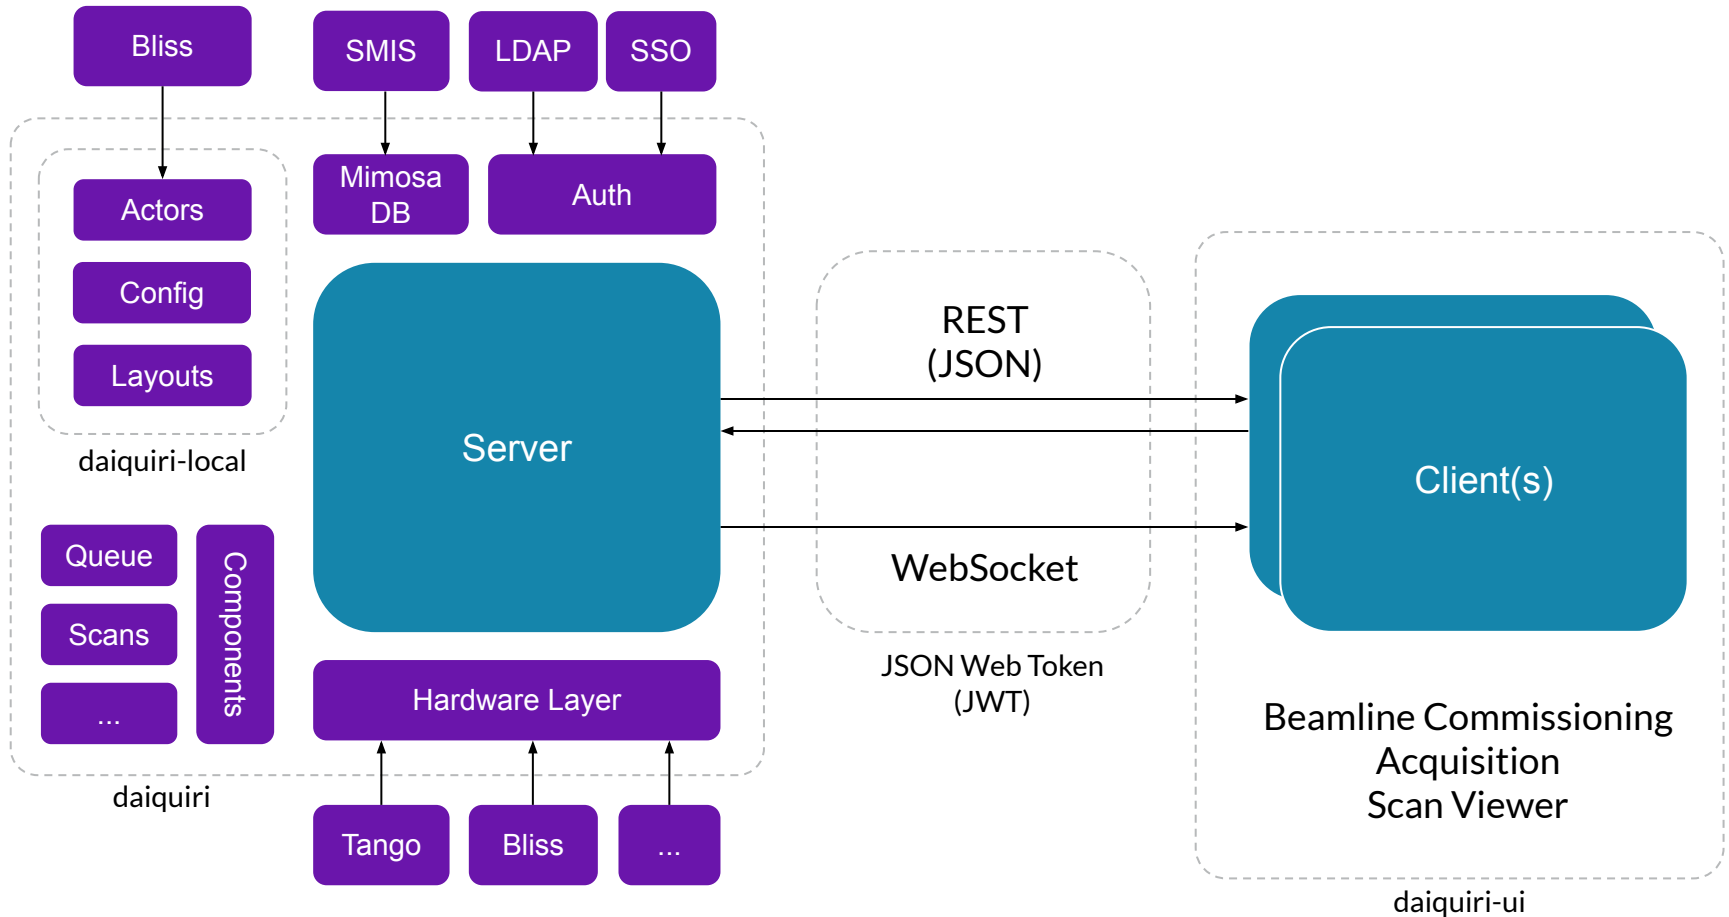 Bliss
SMIS
LDAP
SSO
Mimosa
DB
Auth
Actors
Config
Layouts
daiquiri-local
Server
REST
(JSON)
WebSocket
JSON Web Token
(JWT)
Client(s)
Queue
Scans
...
Components
Hardware Layer
daiquiri
Tango
Bliss
...
Beamline Commissioning
Acquisition
Scan Viewer
daiquiri-ui